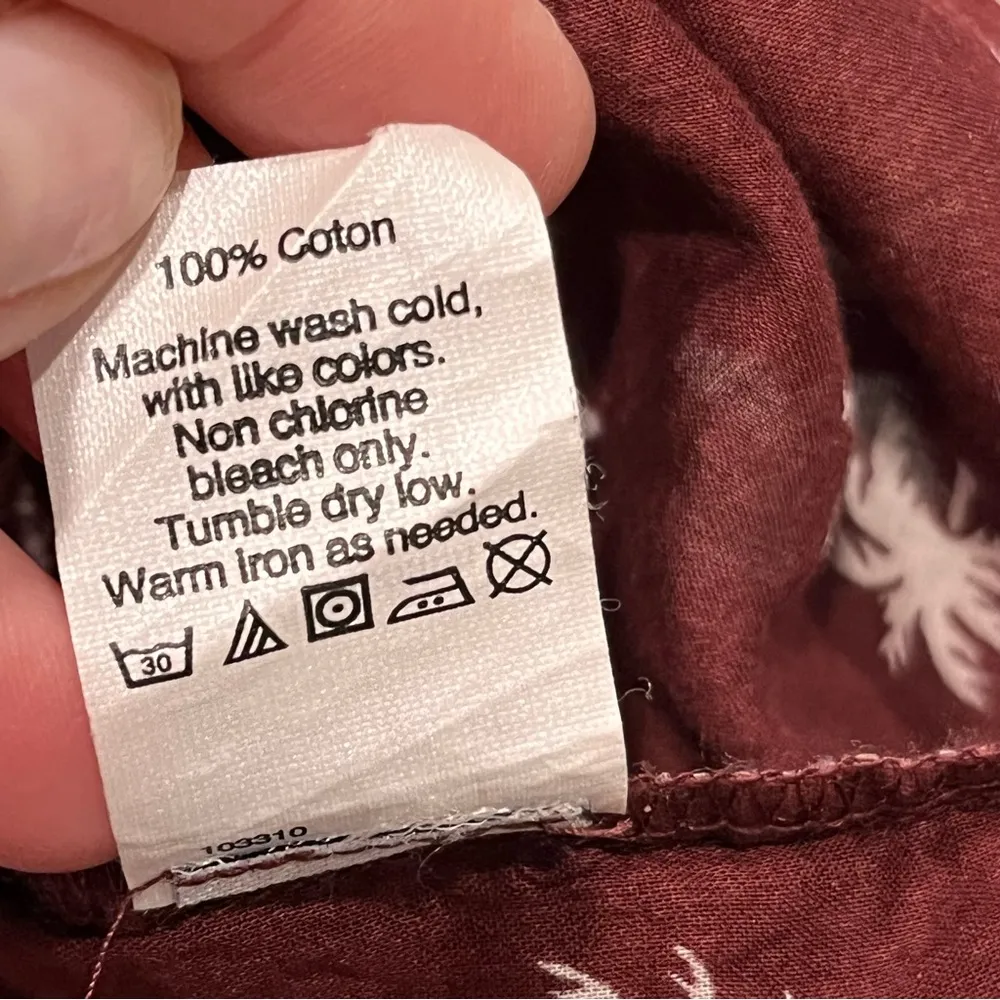 100% Coton
Machine wash cold,
with like colors.
Non chlorine
bleach only.
Tumble dry low.
Warm iron as needed.
30
103310